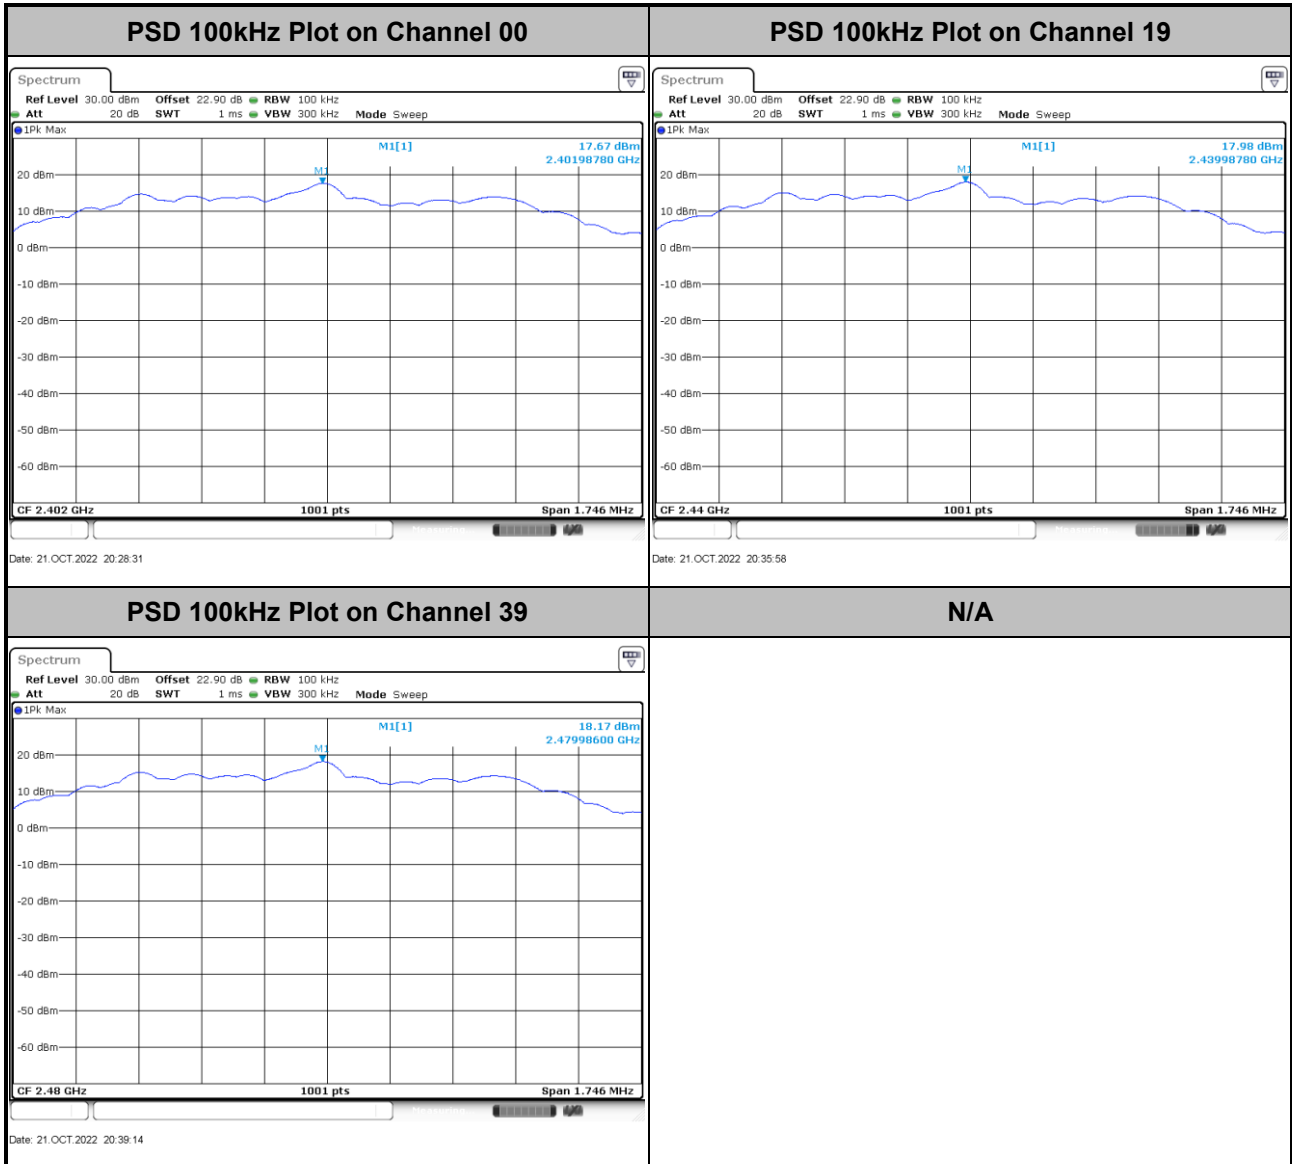 PSD 100kHz Plot on Channel 00
Spectrum
Ref Level 30.00 dBm Offset 22.90 dB RBW 100 kHz
Att 20 dB SWT 1 ms VBW 300 kHz Mode Sweep
1Pk Max
M1[1] 17.67 dBm
2.40198780 GHz
M1
20 dBm
10 dBm
0 dBm
-10 dBm
-20 dBm
-30 dBm
-40 dBm
-50 dBm
-60 dBm
CF 2.402 GHz 1001 pts Span 1.746 MHz
Measuring
Date: 21.OCT.2022 20:28:31
PSD 100kHz Plot on Channel 19
Spectrum
Ref Level 30.00 dBm Offset 22.90 dB RBW 100 kHz
Att 20 dB SWT 1 ms VBW 300 kHz Mode Sweep
1Pk Max
M1[1] 17.98 dBm
2.43998780 GHz
M1
20 dBm
10 dBm
0 dBm
-10 dBm
-20 dBm
-30 dBm
-40 dBm
-50 dBm
-60 dBm
CF 2.44 GHz 1001 pts Span 1.746 MHz
Measuring
Date: 21.OCT.2022 20:35:58
PSD 100kHz Plot on Channel 39
Spectrum
Ref Level 30.00 dBm Offset 22.90 dB RBW 100 kHz
Att 20 dB SWT 1 ms VBW 300 kHz Mode Sweep
1Pk Max
M1[1] 18.17 dBm
2.47998600 GHz
M1
20 dBm
10 dBm
0 dBm
-10 dBm
-20 dBm
-30 dBm
-40 dBm
-50 dBm
-60 dBm
CF 2.48 GHz 1001 pts Span 1.746 MHz
Measuring
Date: 21.OCT.2022 20:39:14
N/A